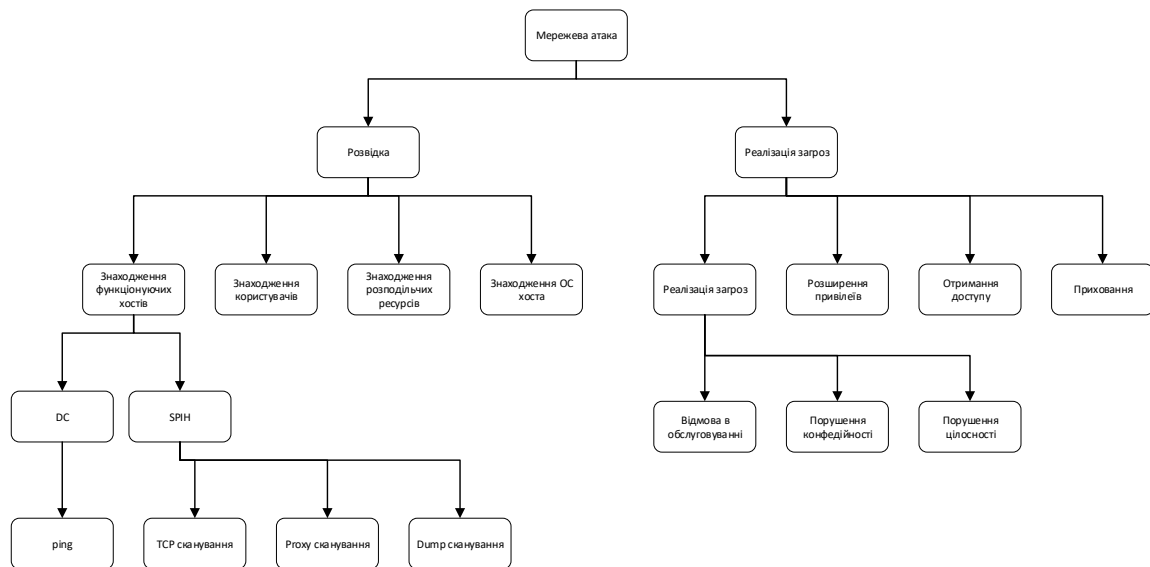 Мережева атака
Розвідка
Реалізація загроз
Знаходження
функціонуючих
хостів
Знаходження
користувачів
Знаходження
розподільчих
ресурсів
Знаходження ОС
хоста
Реалізація загроз
Розширення
привілеїв
Отримання
доступу
Приховання
DC
SPIH
Відмова в
обслуговуванні
Порушення
конфедійності
Порушення
цілосності
ping
TCP сканування
Proxy сканування
Dump сканування